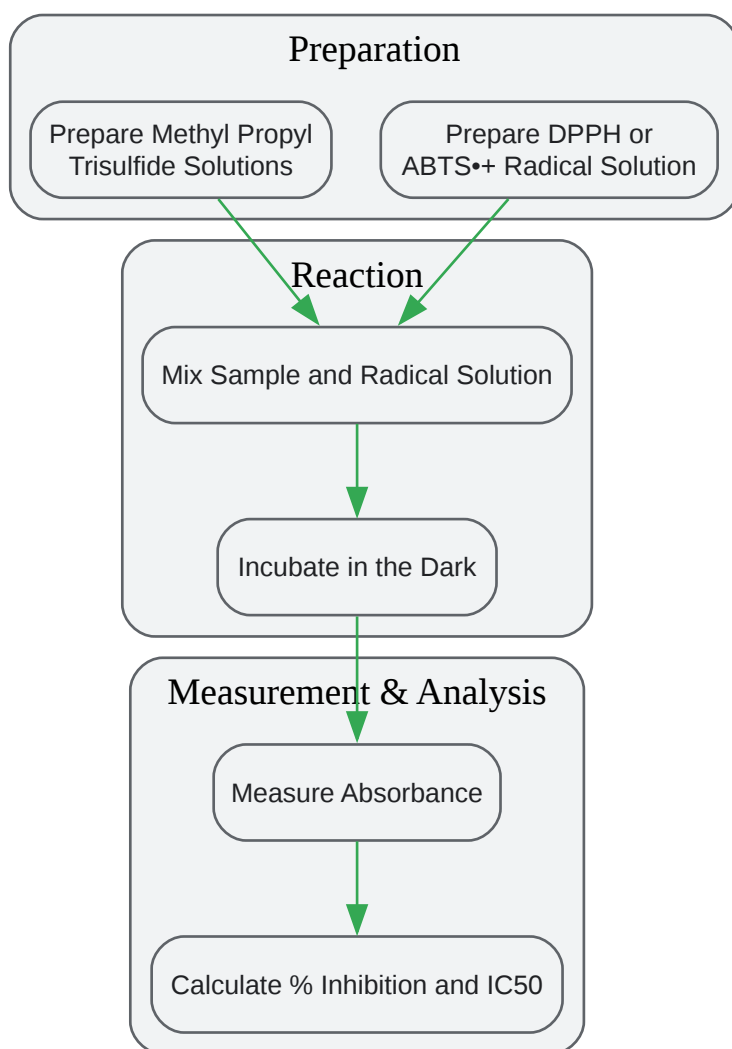 Preparation
Prepare Methyl Propyl
Trisulfide Solutions
Prepare DPPH or
ABTS•+ Radical Solution
Reaction
Mix Sample and Radical Solution
Incubate in the Dark
Measurement & Analysis
Measure Absorbance
Calculate % Inhibition and IC50